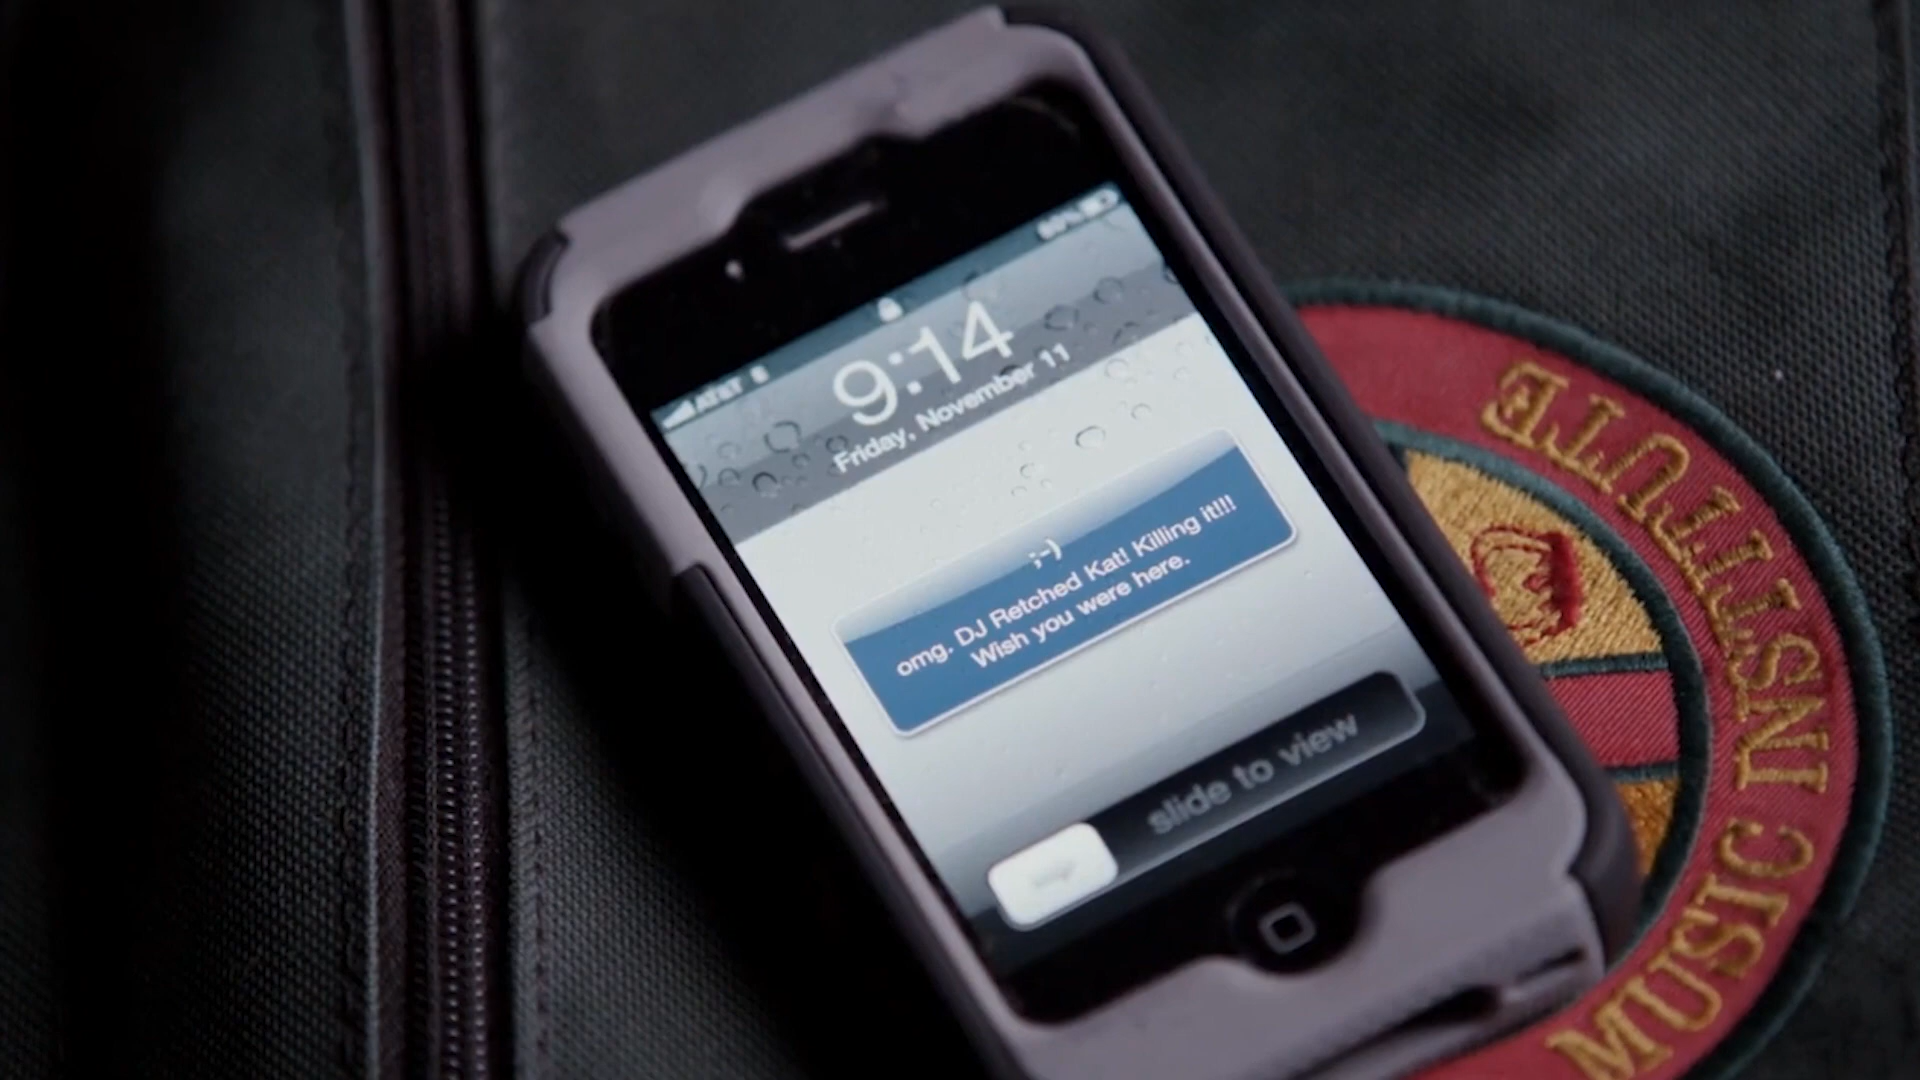 AT&T
9:14
Friday, November 11
;-)
omg. DJ Retched Kat! Killing it!!!
Wish you were here.
slide to view
MUSIC INSTITUTE